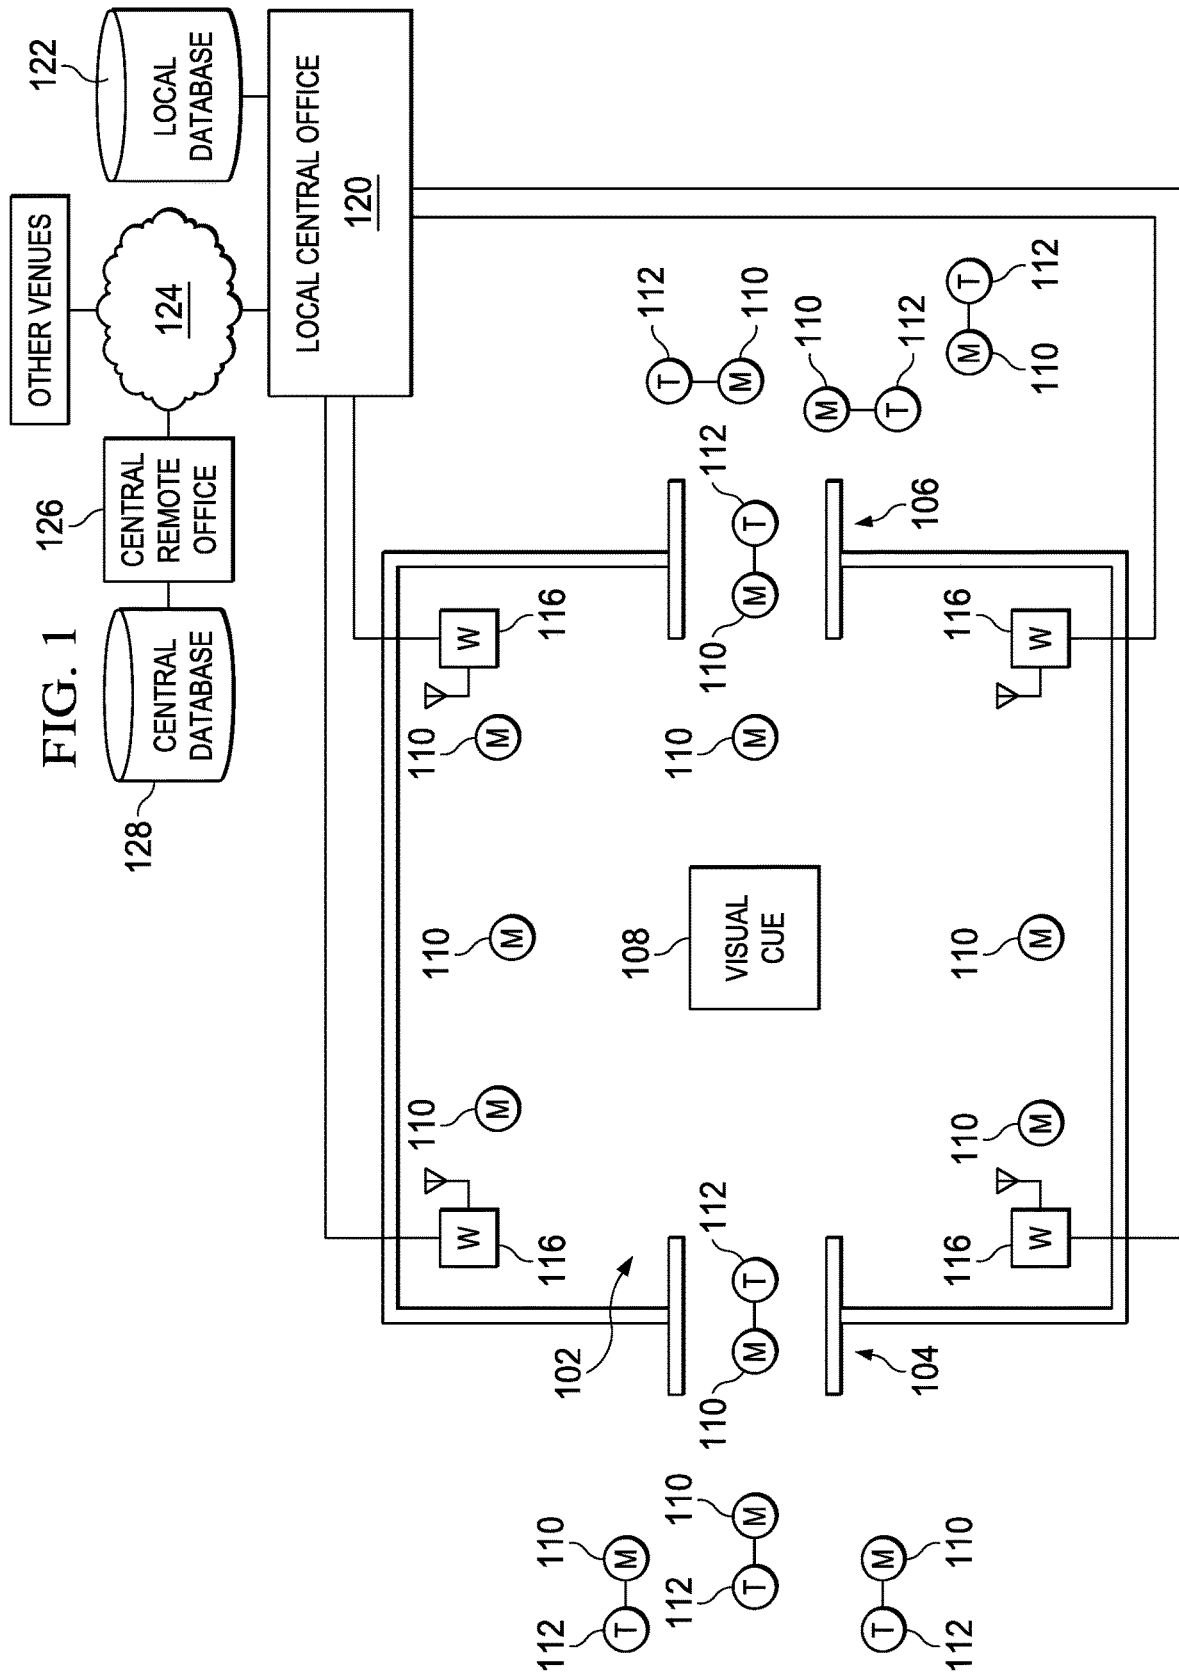 FIG. 1
OTHER VENUES
122
126
128
CENTRAL
DATABASE
CENTRAL
REMOTE
OFFICE
124
LOCAL
DATABASE
LOCAL CENTRAL OFFICE
120
110
110
110
W
M
M
M
W
116
116
112
110
T
M
102
108
VISUAL
CUE
112
T
M
110
112
110
T
M
110
112
M
T
110
M
110
112
M
T
110
M
T
112
112
110
T
M
104
106
116
110
110
116
W
M
M
W
M
T
110
112